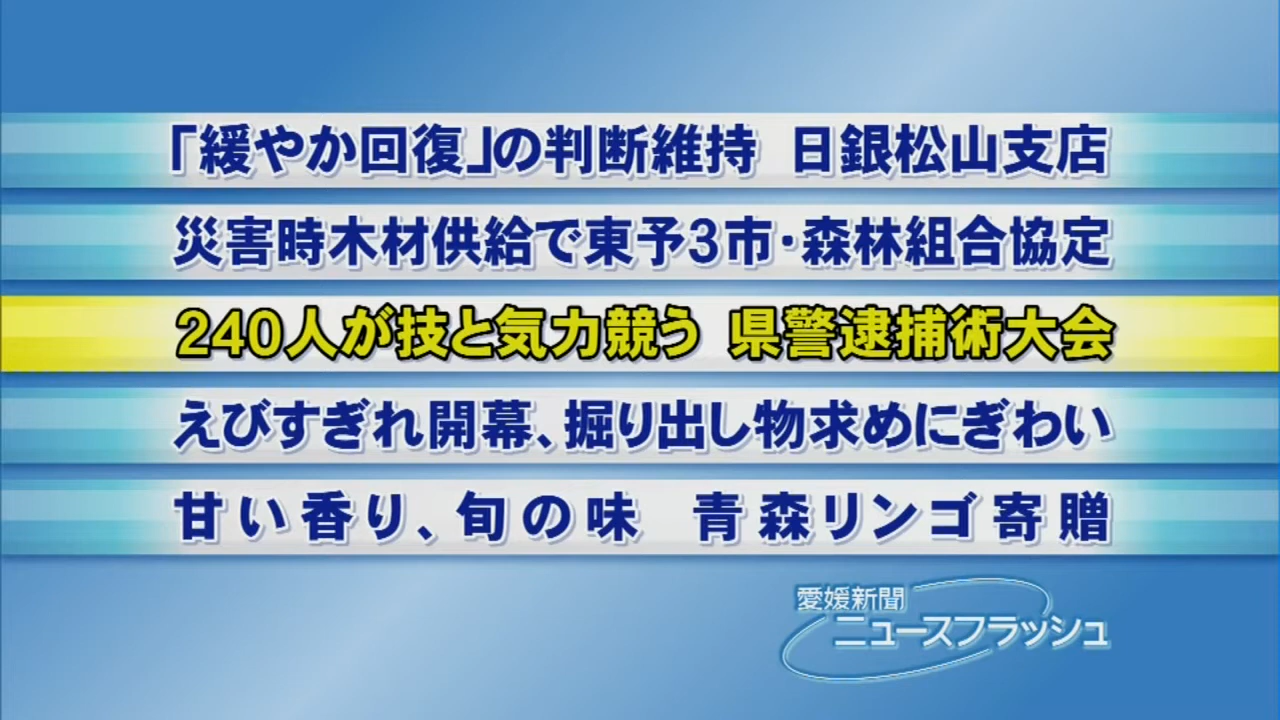 「緩やか回復」の判断維持　日銀松山支店
災害時木材供給で東予3市・森林組合協定
240人が技と気力競う　県警逮捕術大会
えびすぎれ開幕、掘り出し物求めにぎわい
甘い香り、旬の味　青森リンゴ寄贈
愛媛新聞
ニュースフラッシュ